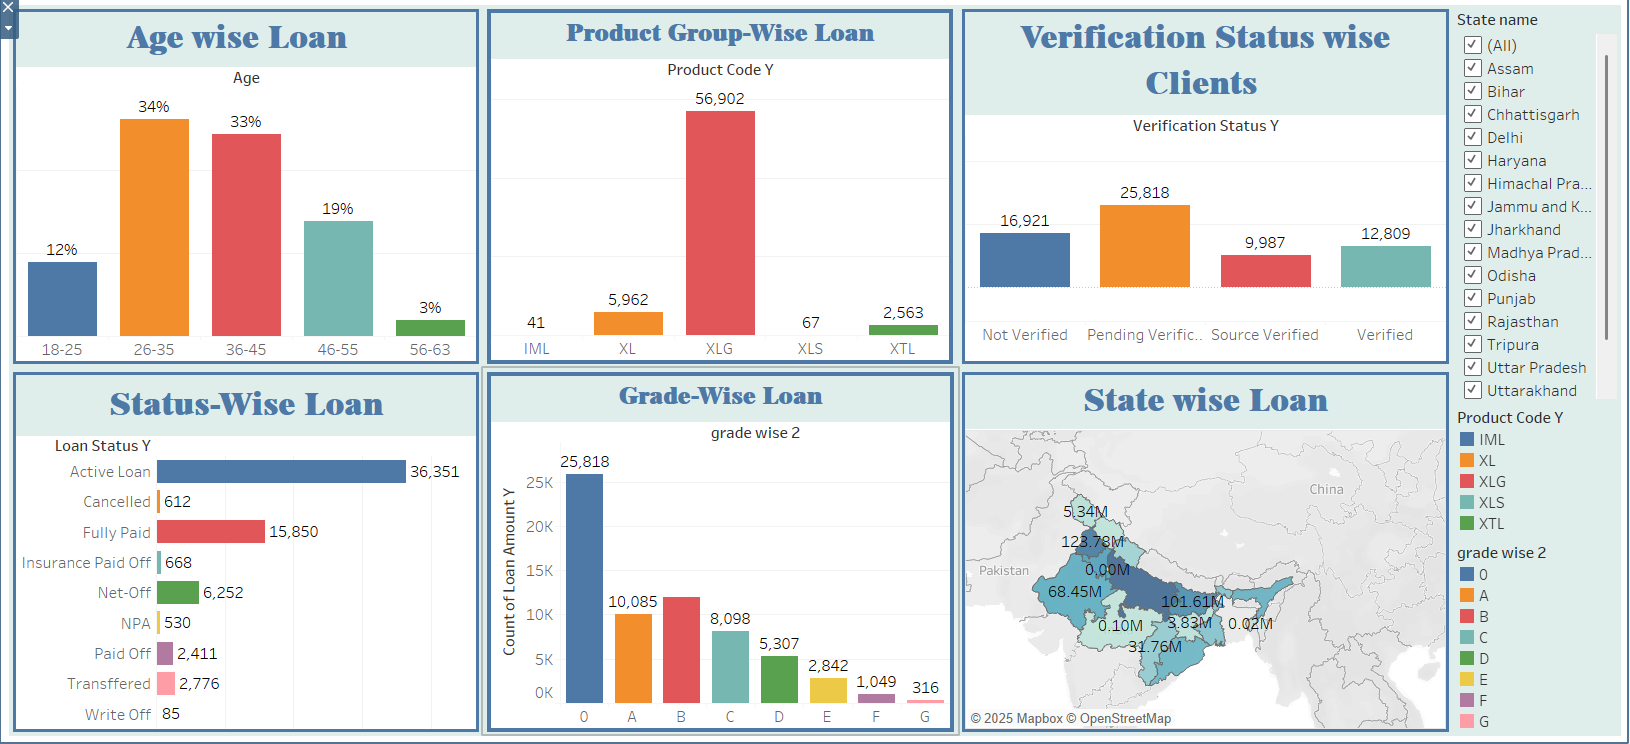 Age wise Loan
Age
34%
33%
19%
12%
3%
18-25 26-35 36-45 46-55 56-63
Product Group-Wise Loan
Product Code Y
56,902
5,962
2,563
41
67
IML XL XLG XLS XTL
Verification Status wise
Clients
Verification Status Y
25,818
16,921
12,809
9,987
Not Verified Pending Verific.. Source Verified Verified
State name
(All)
Assam
Bihar
Chhattisgarh
Delhi
Haryana
Himachal Pra...
Jammu and K...
Jharkhand
Madhya Prad...
Odisha
Punjab
Rajasthan
Tripura
Uttar Pradesh
Uttarakhand
Status-Wise Loan
Loan Status Y
Active Loan 36,351
Cancelled 612
Fully Paid 15,850
Insurance Paid Off 668
Net-Off 6,252
NPA 530
Paid Off 2,411
Transffered 2,776
Write Off 85
Grade-Wise Loan
grade wise 2
Count of Loan Amount Y
25K
20K
15K
10K
5K
0K
25,818
10,085
8,098
5,307
2,842
1,049
316
0 A B C D E F G
State wise Loan
China
Pakistan
5.34M
123.78M
0.00M
68.45M
101.61M
0.10M
3.83M
0.02M
31.76M
© 2025 Mapbox © OpenStreetMap
Product Code Y
IML
XL
XLG
XLS
XTL
grade wise 2
0
A
B
C
D
E
F
G